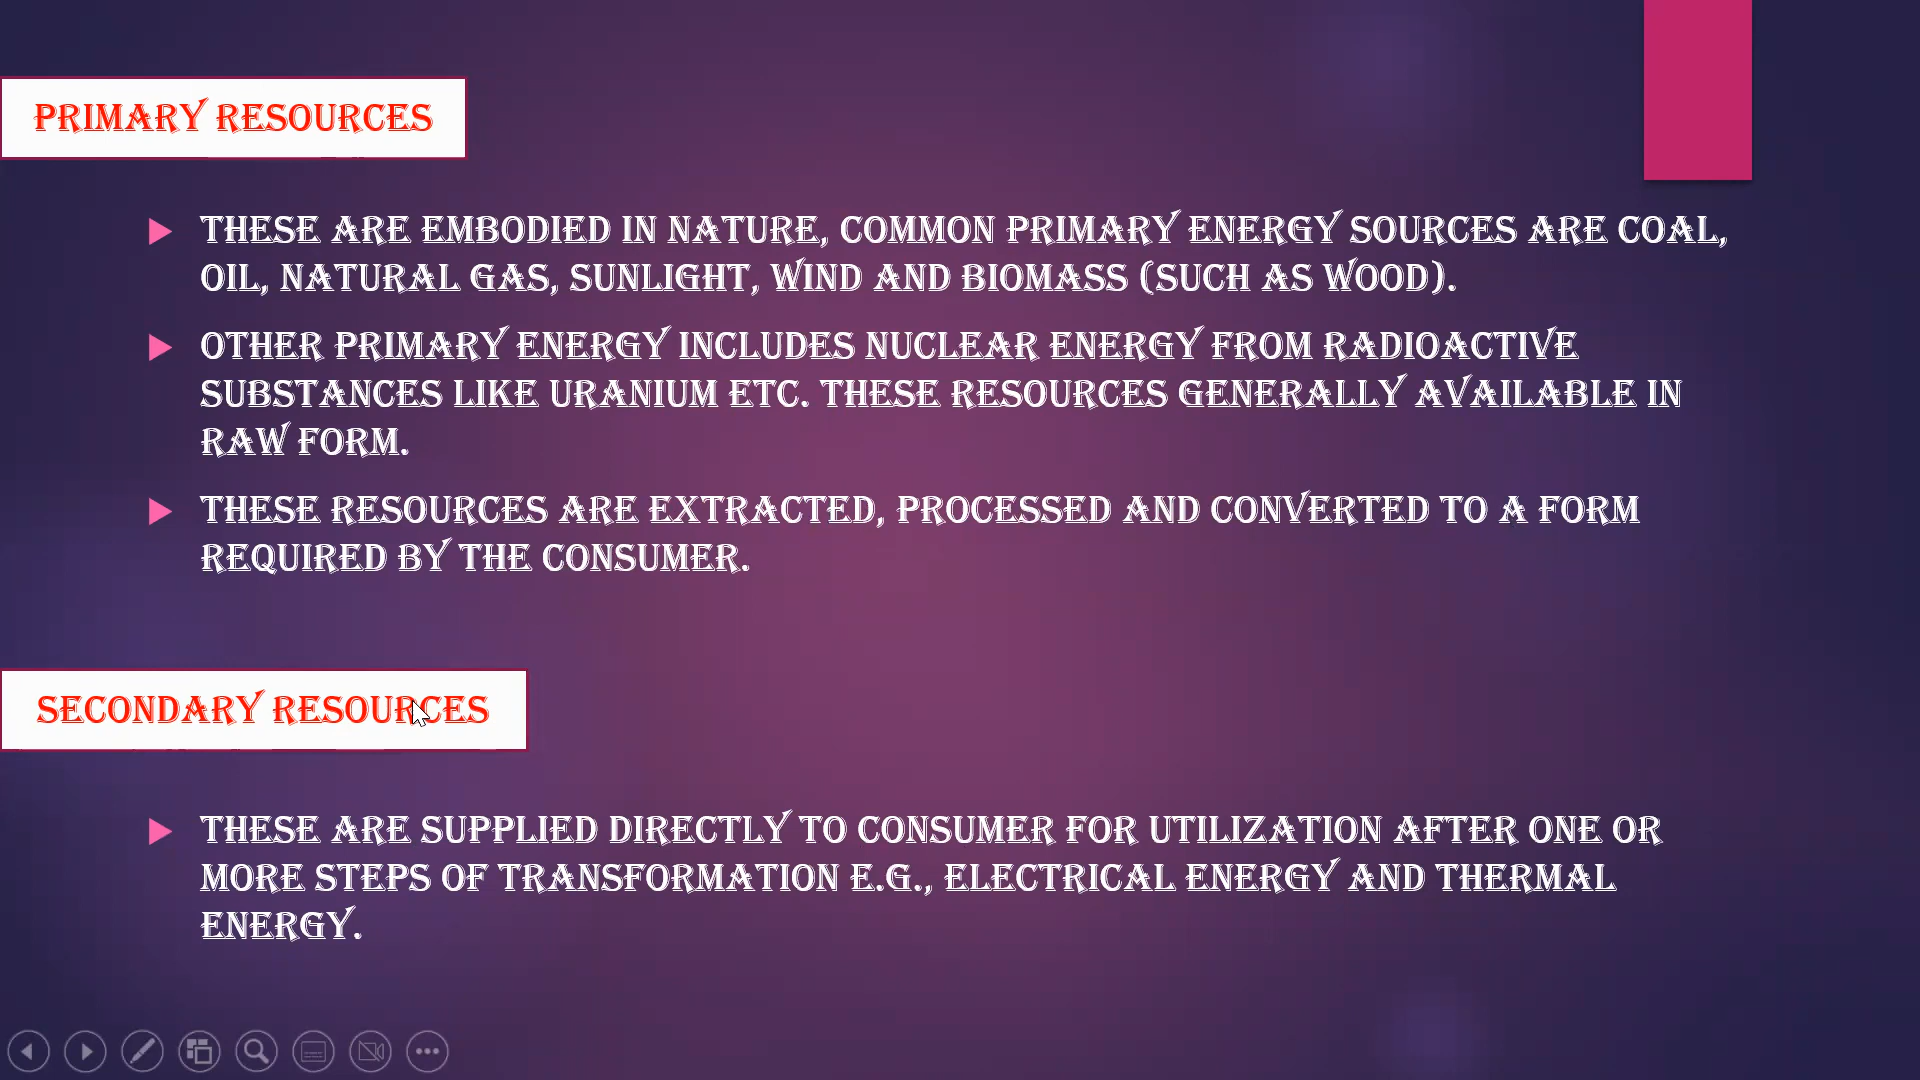 PRIMARY RESOURCES
THESE ARE EMBODIED IN NATURE, COMMON PRIMARY ENERGY SOURCES ARE COAL,
OIL, NATURAL GAS, SUNLIGHT, WIND AND BIOMASS (SUCH AS WOOD).
OTHER PRIMARY ENERGY INCLUDES NUCLEAR ENERGY FROM RADIOACTIVE
SUBSTANCES LIKE URANIUM ETC. THESE RESOURCES GENERALLY AVAILABLE IN
RAW FORM.
THESE RESOURCES ARE EXTRACTED, PROCESSED AND CONVERTED TO A FORM
REQUIRED BY THE CONSUMER.
SECONDARY RESOURCES
THESE ARE SUPPLIED DIRECTLY TO CONSUMER FOR UTILIZATION AFTER ONE OR
MORE STEPS OF TRANSFORMATION E.G., ELECTRICAL ENERGY AND THERMAL
ENERGY.